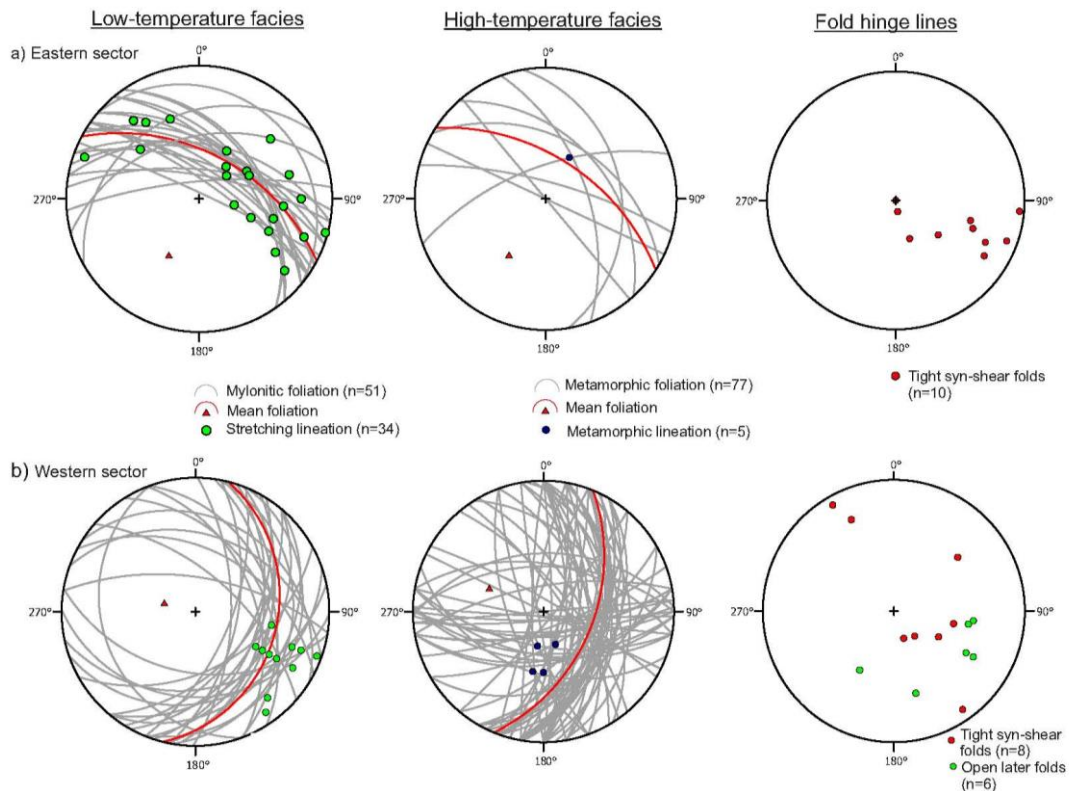 Low-temperature facies
High-temperature facies
Fold hinge lines
a) Eastern sector
0°
0°
0°
270°
90°
270°
90°
270°
90°
180°
180°
180°
Mylonitic foliation (n=51)
Mean foliation
Stretching lineation (n=34)
Metamorphic foliation (n=77)
Mean foliation
Metamorphic lineation (n=5)
Tight syn-shear folds
(n=10)
b) Western sector
0°
0°
0°
270°
90°
270°
90°
270°
90°
180°
180°
180°
Tight syn-shear
folds (n=8)
Open later folds
(n=6)